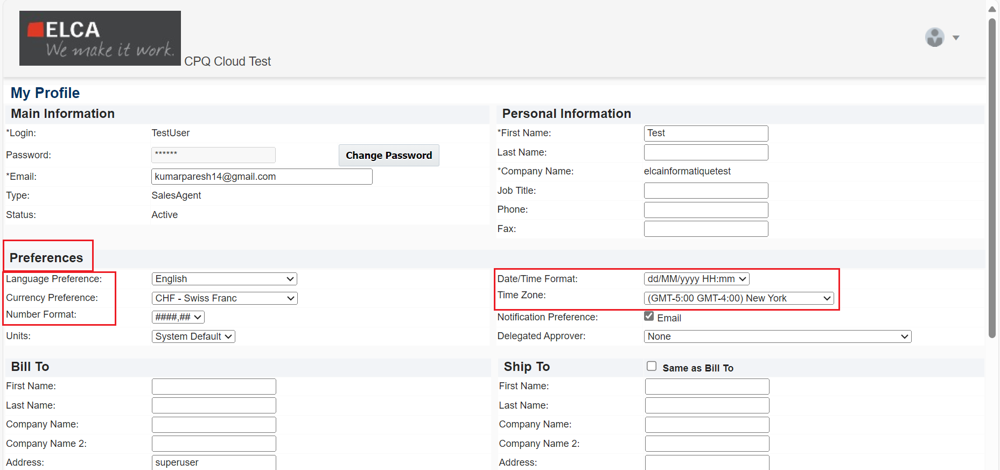 ELCA
We make it work.
CPQ Cloud Test
My Profile
Main Information
*Login: TestUser
Password: ****** Change Password
*Email: kumarparesh14@gmail.com
Type: SalesAgent
Status: Active
Personal Information
*First Name: Test
Last Name:
*Company Name: elcainformatiquetest
Job Title:
Phone:
Fax:
Preferences
Language Preference: English
Currency Preference: CHF - Swiss Franc
Number Format: ####,##
Units: System Default
Date/Time Format: dd/MM/yyyy HH:mm
Time Zone: (GMT-5:00 GMT-4:00) New York
Notification Preference: Email
Delegated Approver: None
Bill To
First Name:
Last Name:
Company Name:
Company Name 2:
Address: superuser
Ship To Same as Bill To
First Name:
Last Name:
Company Name:
Company Name 2:
Address: